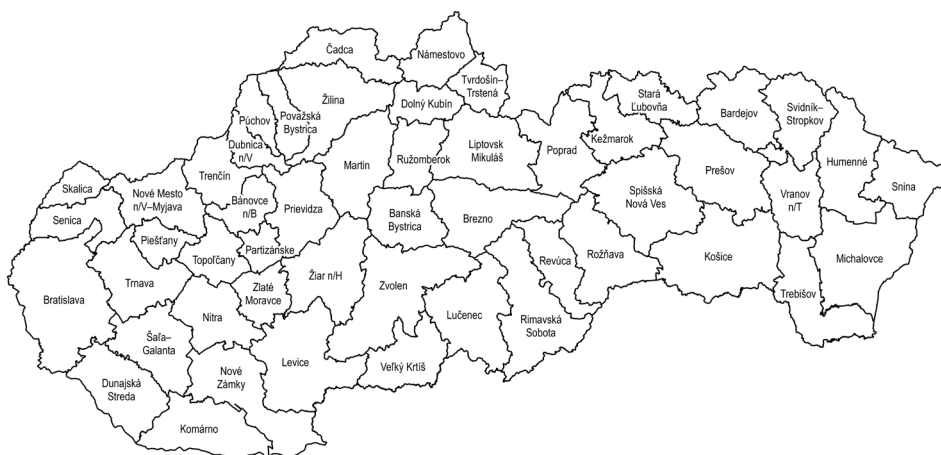 Čadca
Námestovo
Tvrdošín–
Trstená
Žilina
Dolný Kubín
Stará
Ľubovňa
Bardejov
Svidník–
Stropkov
Púchov
Považská
Bystrica
Dubnica
n/V
Martin
Ružomberok
Liptovsk
Mikuláš
Poprad
Kežmarok
Prešov
Humenné
Snina
Skalica
Nové Mesto
n/V–Myjava
Trenčín
Bánovce
n/B
Prievidza
Banská
Bystrica
Brezno
Spišská
Nová Ves
Vranov
n/T
Senica
Piešťany
Topoľčany
Partizánske
Žiar n/H
Zvolen
Revúca
Rožňava
Košice
Michalovce
Trebišov
Bratislava
Trnava
Nitra
Zlaté
Moravce
Lučenec
Rimavská
Sobota
Šaľa–
Galanta
Levice
Veľký Krtíš
Dunajská
Streda
Nové
Zámky
Komárno